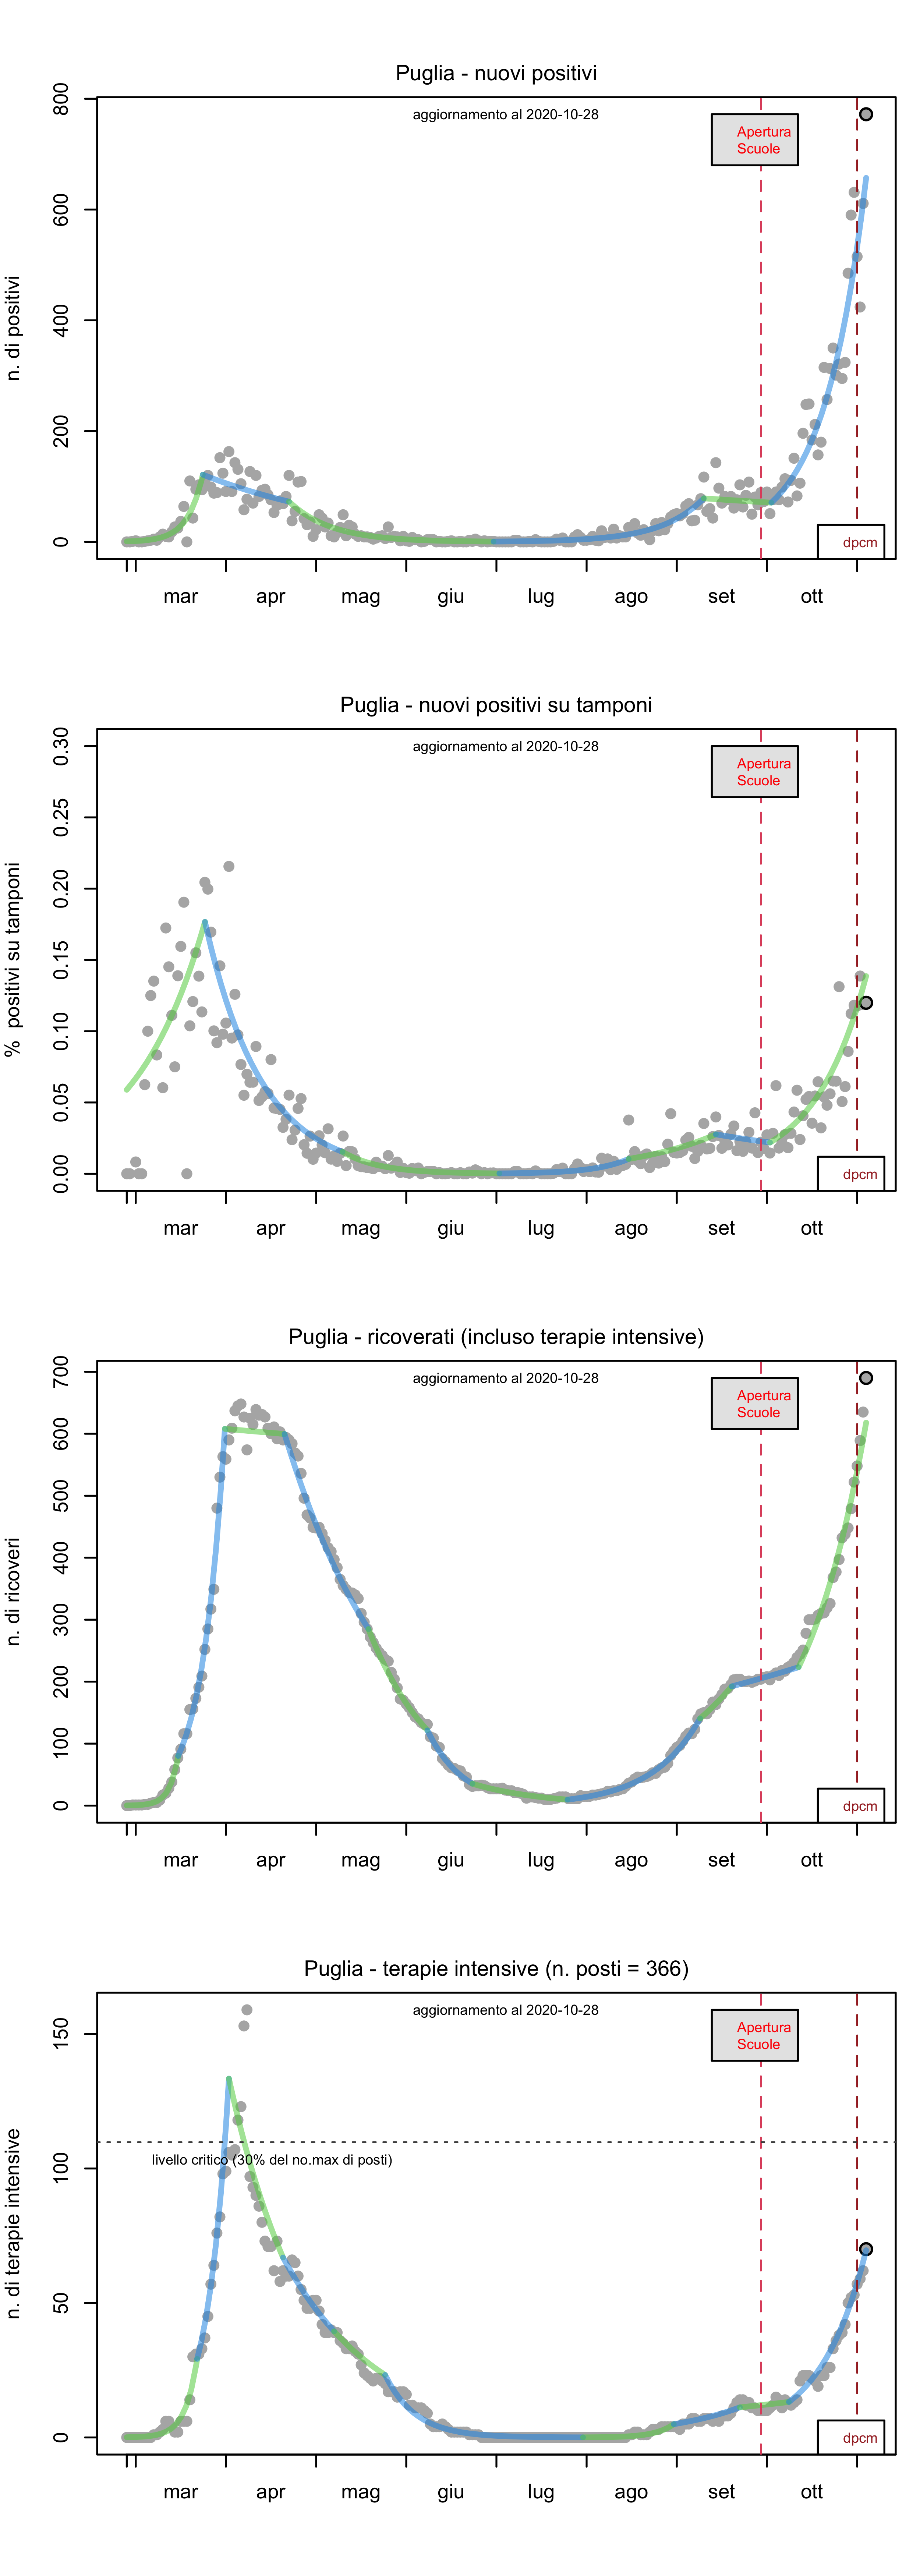 Puglia - nuovi positivi
aggiornamento al 2020-10-28
Apertura
Scuole
n. di positivi
800
600
400
200
0
dpcm
mar apr mag giu lug ago set ott
Puglia - nuovi positivi su tamponi
aggiornamento al 2020-10-28
Apertura
Scuole
% positivi su tamponi
0.30
0.25
0.20
0.15
0.10
0.05
0.00
dpcm
mar apr mag giu lug ago set ott
Puglia - ricoverati (incluso terapie intensive)
aggiornamento al 2020-10-28
Apertura
Scuole
n. di ricoveri
700
600
500
400
300
200
100
0
dpcm
mar apr mag giu lug ago set ott
Puglia - terapie intensive (n. posti = 366)
aggiornamento al 2020-10-28
Apertura
Scuole
n. di terapie intensive
150
livello critico (30% del no.max di posti)
100
50
0
dpcm
mar apr mag giu lug ago set ott